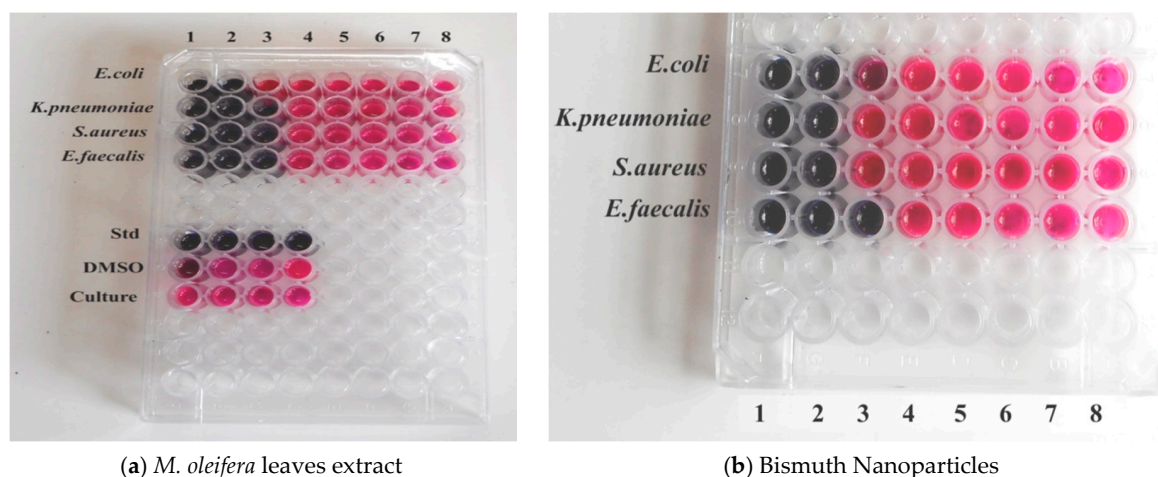 1 2 3 4 5 6 7 8
E.coli
K.pneumoniae
S.aureus
E.faecalis
Std
DMSO
Culture
(a) M. oleifera leaves extract
E.coli
K.pneumoniae
S.aureus
E.faecalis
1 2 3 4 5 6 7 8
(b) Bismuth Nanoparticles